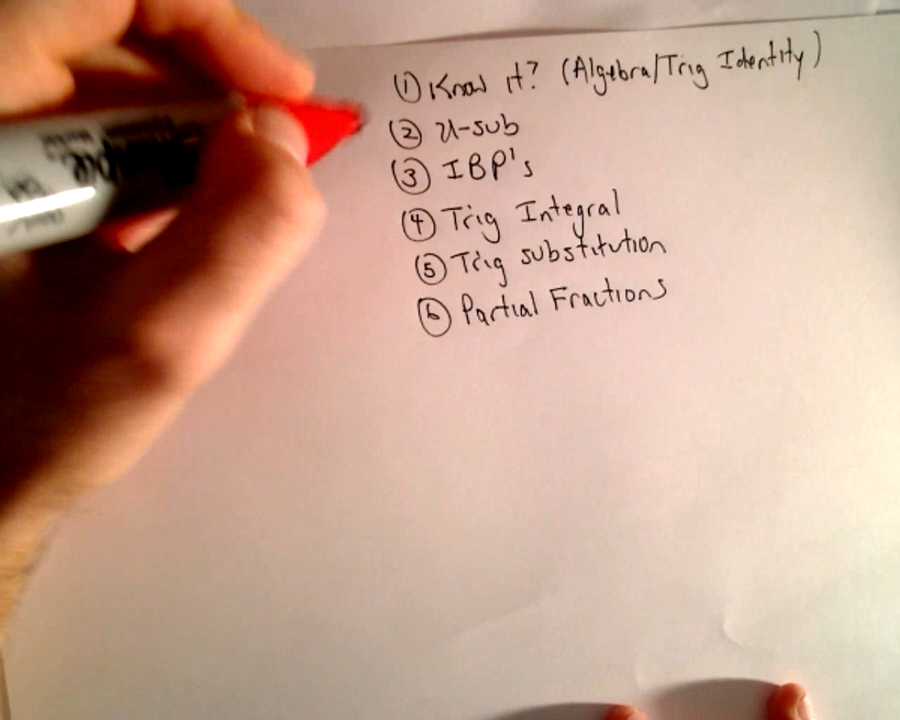 ① Know it? (Algebra/Trig Identity)
② U-sub
③ IBP's
④ Trig Integral
⑤ Trig substitution
⑥ Partial Fractions